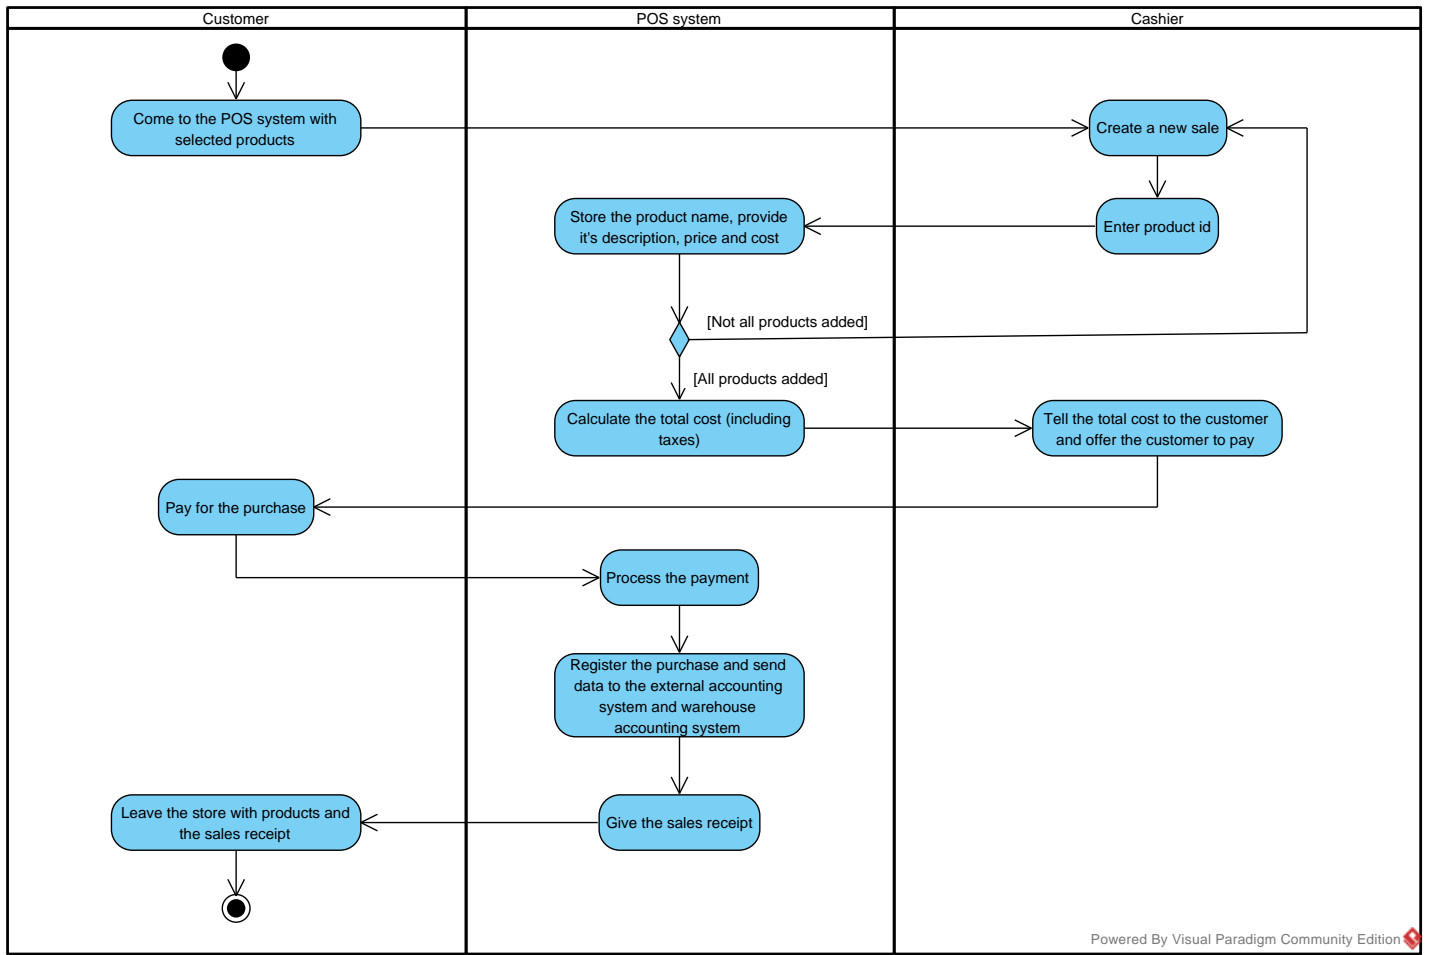 Customer
POS system
Cashier
Come to the POS system with
selected products
Create a new sale
Store the product name, provide
it's description, price and cost
Enter product id
[Not all products added]
[All products added]
Calculate the total cost (including
taxes)
Tell the total cost to the customer
and offer the customer to pay
Pay for the purchase
Process the payment
Register the purchase and send
data to the external accounting
system and warehouse
accounting system
Leave the store with products and
the sales receipt
Give the sales receipt
Powered By Visual Paradigm Community Edition